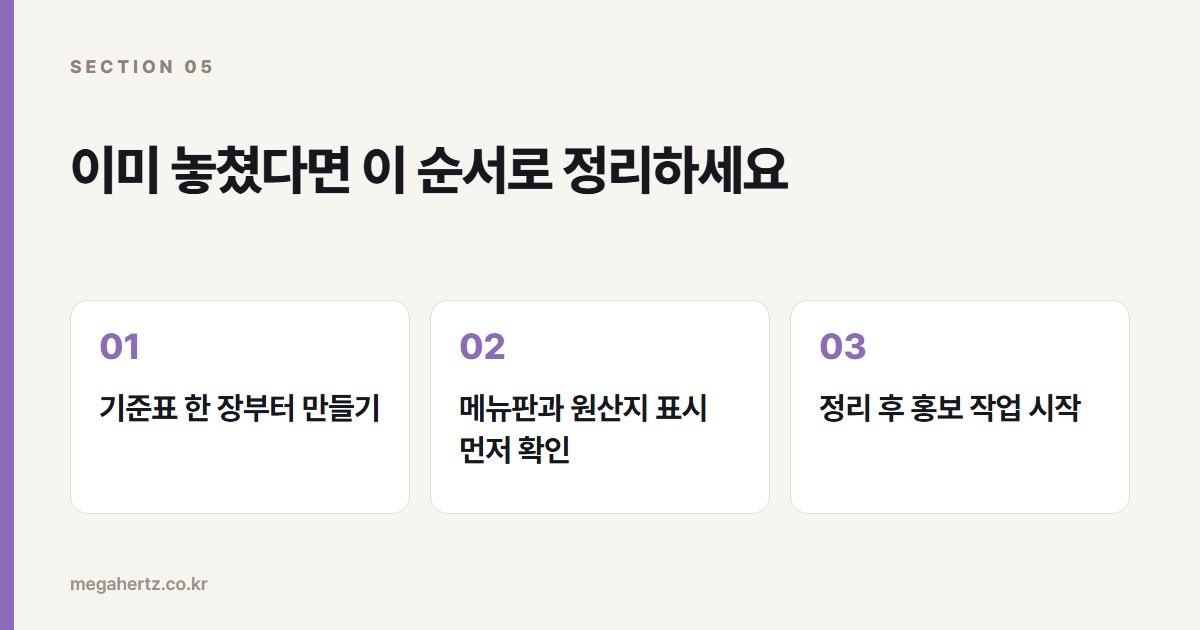 SECTION 05
이미 놓쳤다면 이 순서로 정리하세요
01
기준표 한 장부터 만들기
02
메뉴판과 원산지 표시
먼저 확인
03
정리 후 홍보 작업 시작
megahertz.co.kr